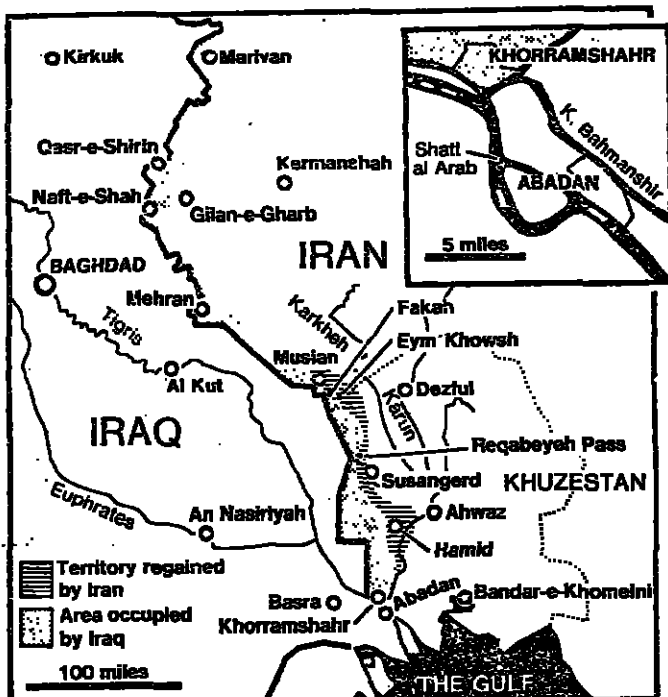 Kirkuk
Marivan
KHORRAMSHAHR
K. Bahmanshir
Shatt
al Arab
ABADAN
5 miles
Qasr-e-Shirin
Kermanshah
Naft-e-Shah
Gilan-e-Gharb
BAGHDAD
IRAN
Mehran
Karkheh
Fakah
Tigris
Eym Khowsh
Musian
Al Kut
Dezful
Karun
IRAQ
Reqabeyeh Pass
Susangerd
KHUZESTAN
Euphrates
An Nasiriyah
Ahwaz
Hamid
Territory regained
by Iran
Area occupied
by Iraq
Basra
Abadan
Bandar-e-Khomeini
Khorramshahr
100 miles
THE GULF